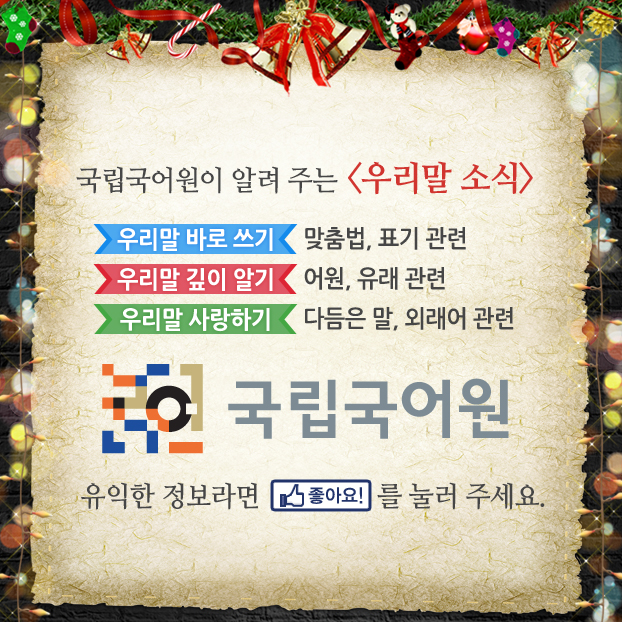 국립국어원이 알려 주는 〈우리말 소식〉
우리말 바로 쓰기 맞춤법, 표기 관련
우리말 깊이 알기 어원, 유래 관련
우리말 사랑하기 다듬은 말, 외래어 관련
국립국어원
유익한 정보라면 좋아요! 를 눌러 주세요.